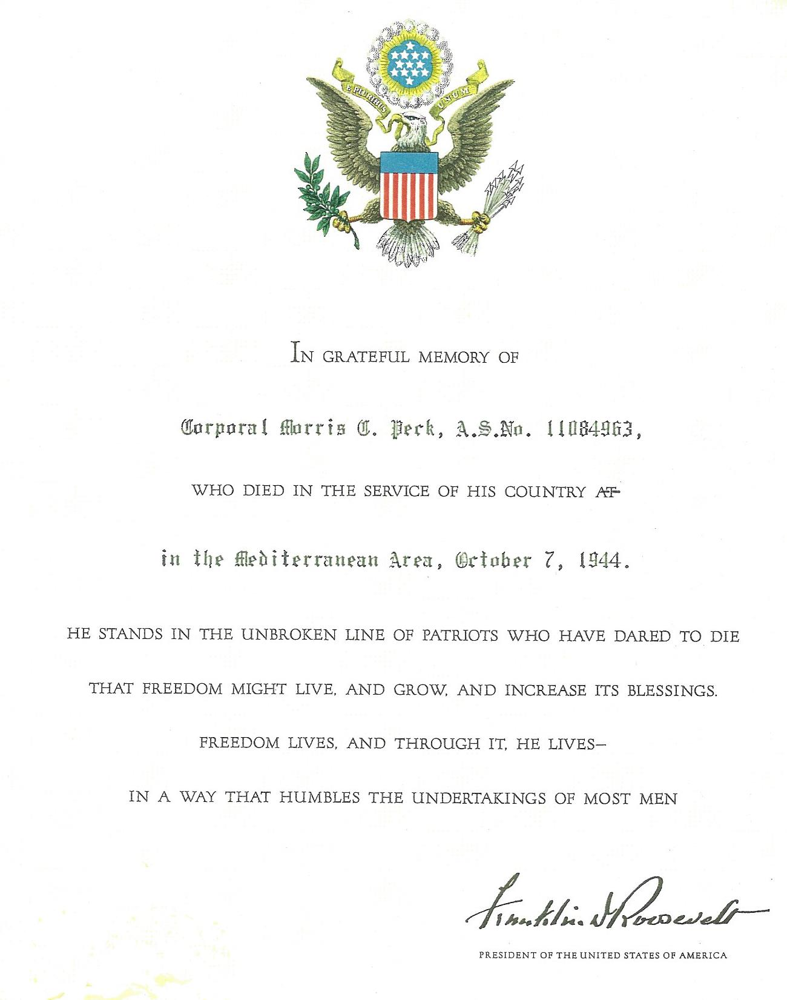 E PLURIBUS UNUM
In grateful memory of
Corporal Morris C. Peck, A.S.No. 11084963,
WHO DIED IN THE SERVICE OF HIS COUNTRY AT
in the Mediterranean Area, October 7, 1944.
HE STANDS IN THE UNBROKEN LINE OF PATRIOTS WHO HAVE DARED TO DIE
THAT FREEDOM MIGHT LIVE, AND GROW, AND INCREASE ITS BLESSINGS.
FREEDOM LIVES, AND THROUGH IT, HE LIVES—
IN A WAY THAT HUMBLES THE UNDERTAKINGS OF MOST MEN
Franklin D Roosevelt
PRESIDENT OF THE UNITED STATES OF AMERICA